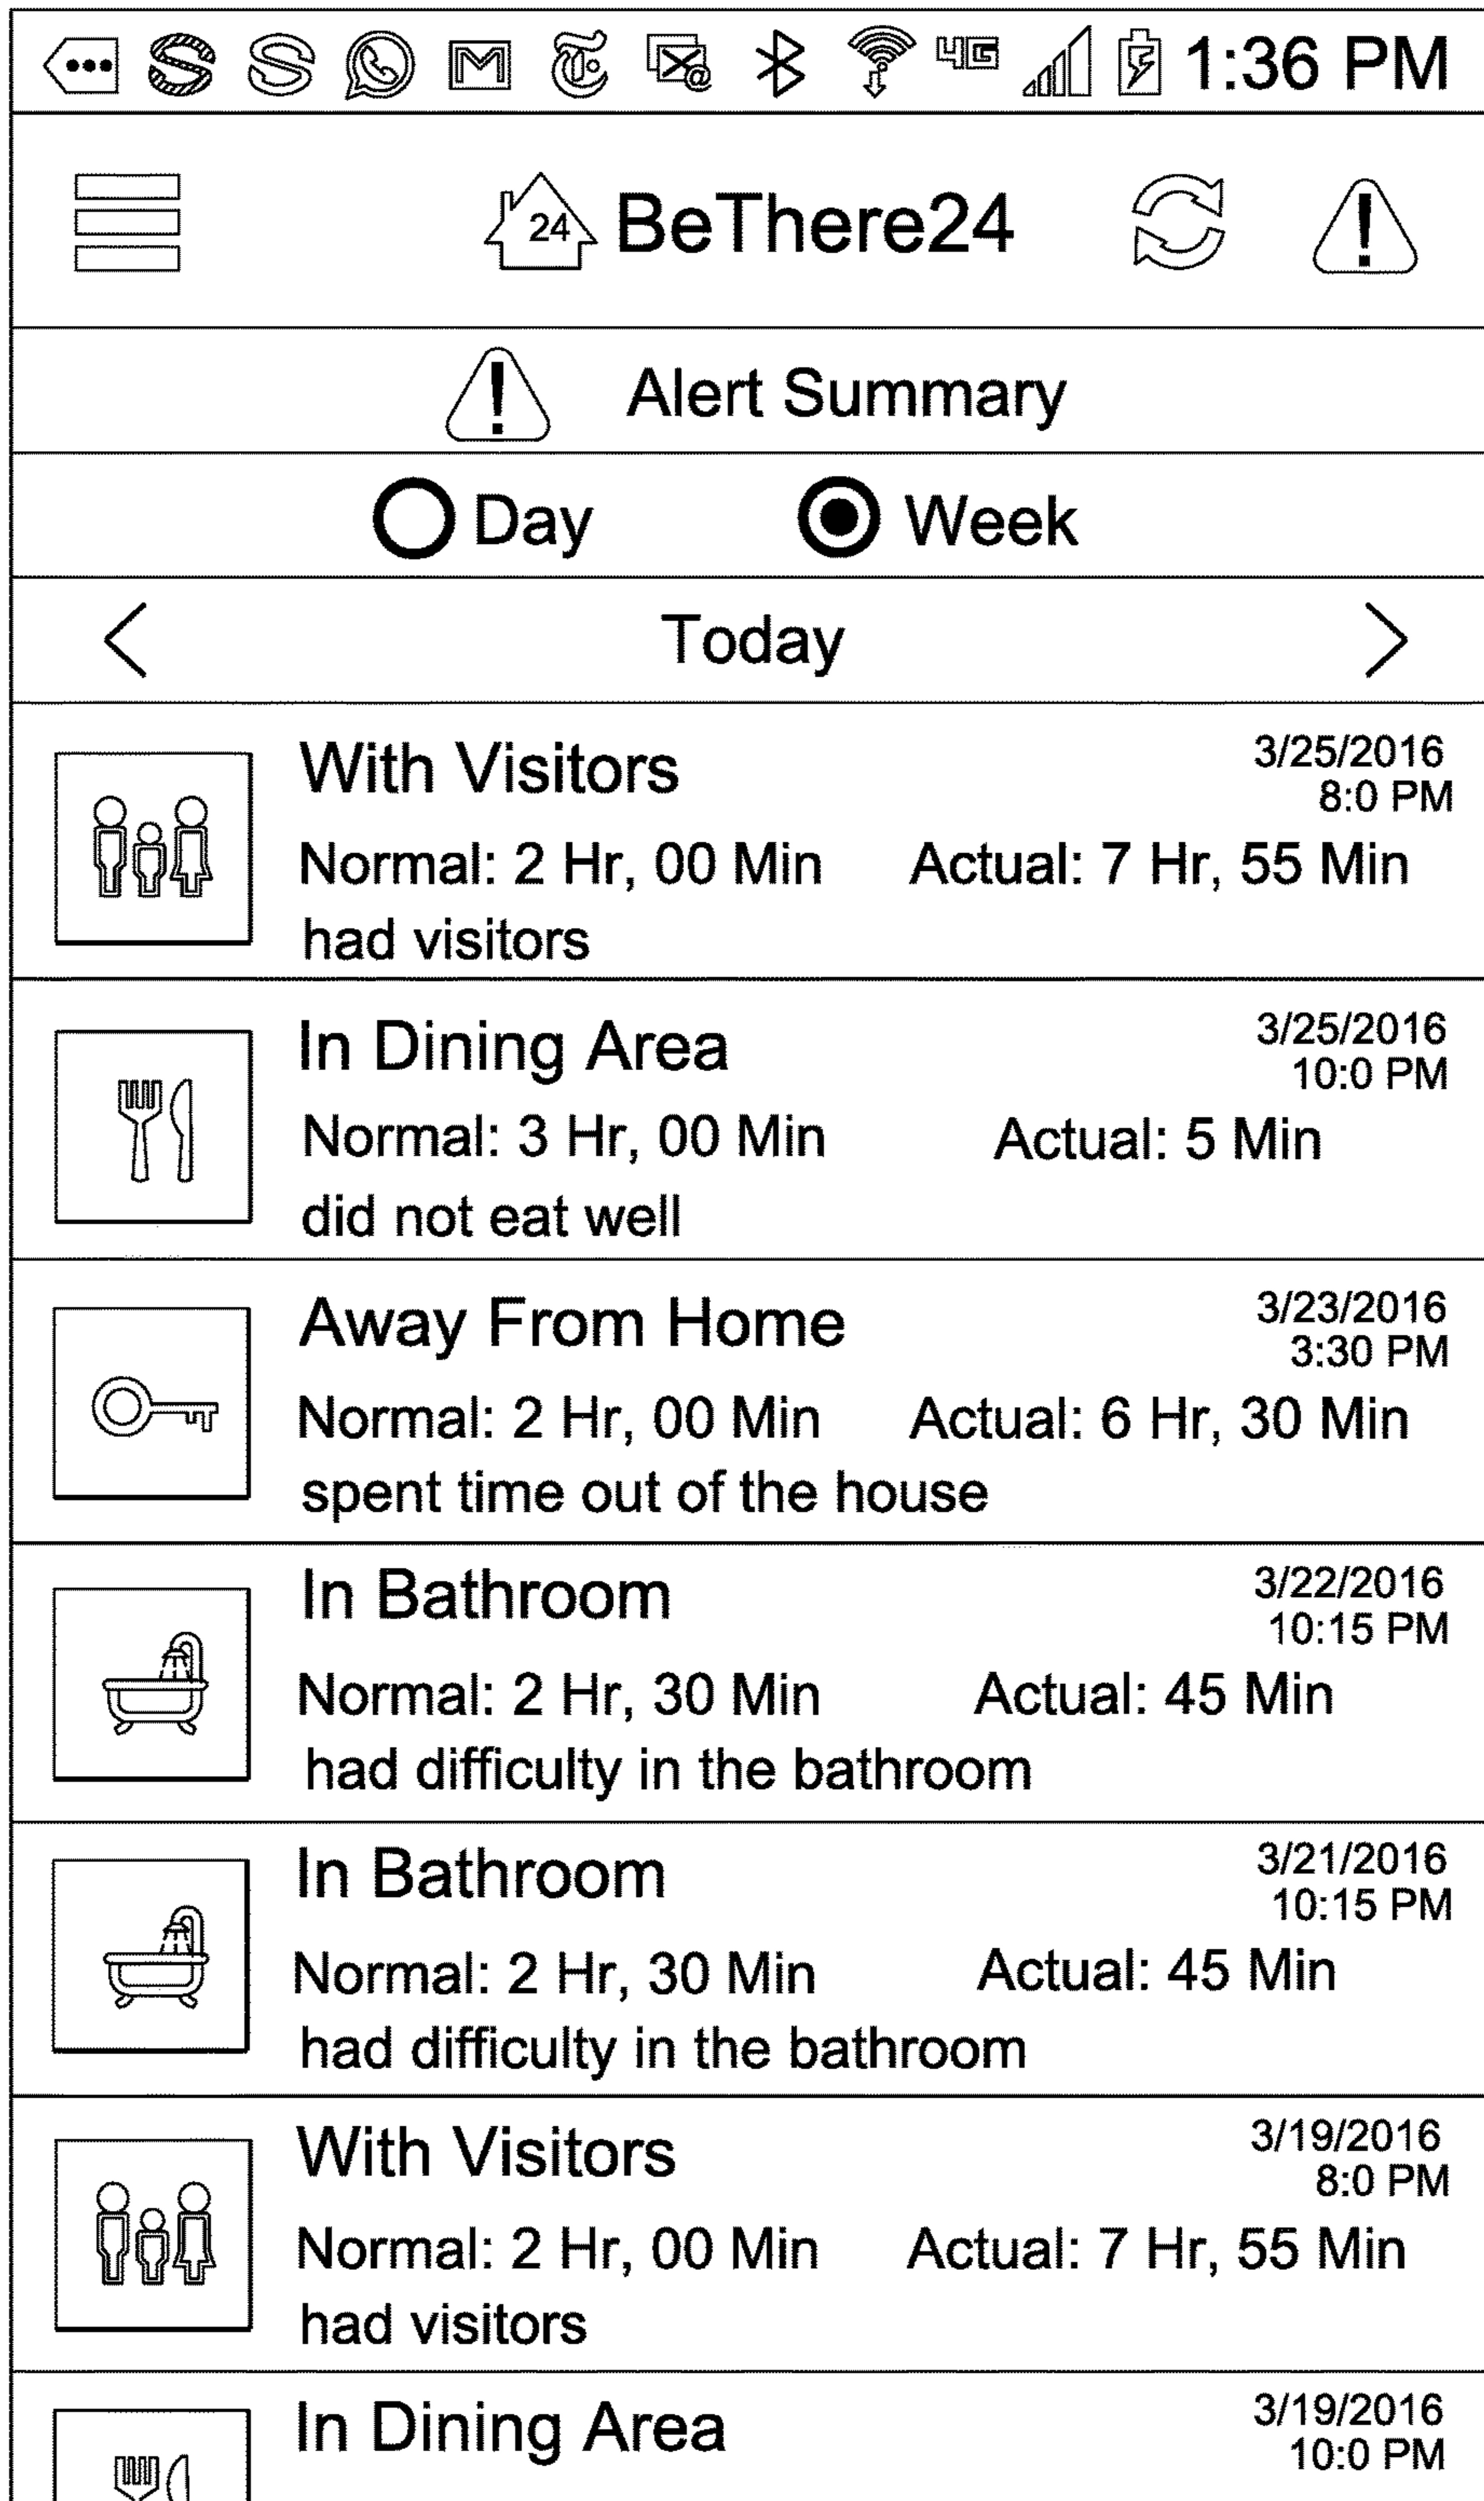 4G 1:36 PM
24 BeThere24
Alert Summary
Day Week
< Today >
With Visitors 3/25/2016
8:0 PM
Normal: 2 Hr, 00 Min Actual: 7 Hr, 55 Min
had visitors
In Dining Area 3/25/2016
10:0 PM
Normal: 3 Hr, 00 Min Actual: 5 Min
did not eat well
Away From Home 3/23/2016
3:30 PM
Normal: 2 Hr, 00 Min Actual: 6 Hr, 30 Min
spent time out of the house
In Bathroom 3/22/2016
10:15 PM
Normal: 2 Hr, 30 Min Actual: 45 Min
had difficulty in the bathroom
In Bathroom 3/21/2016
10:15 PM
Normal: 2 Hr, 30 Min Actual: 45 Min
had difficulty in the bathroom
With Visitors 3/19/2016
8:0 PM
Normal: 2 Hr, 00 Min Actual: 7 Hr, 55 Min
had visitors
In Dining Area 3/19/2016
10:0 PM